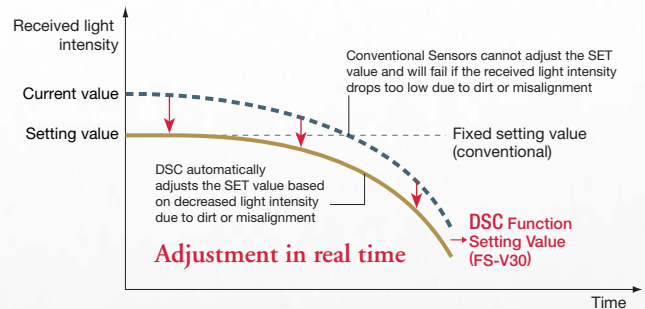 Received light
intensity
Conventional Sensors cannot adjust the SET
value and will fail if the received light intensity
drops too low due to dirt or misalignment
Current value
Setting value
Fixed setting value
(conventional)
DSC automatically
adjusts the SET value based
on decreased light intensity
due to dirt or misalignment
DSC Function
Setting Value
(FS-V30)
Adjustment in real time
Time